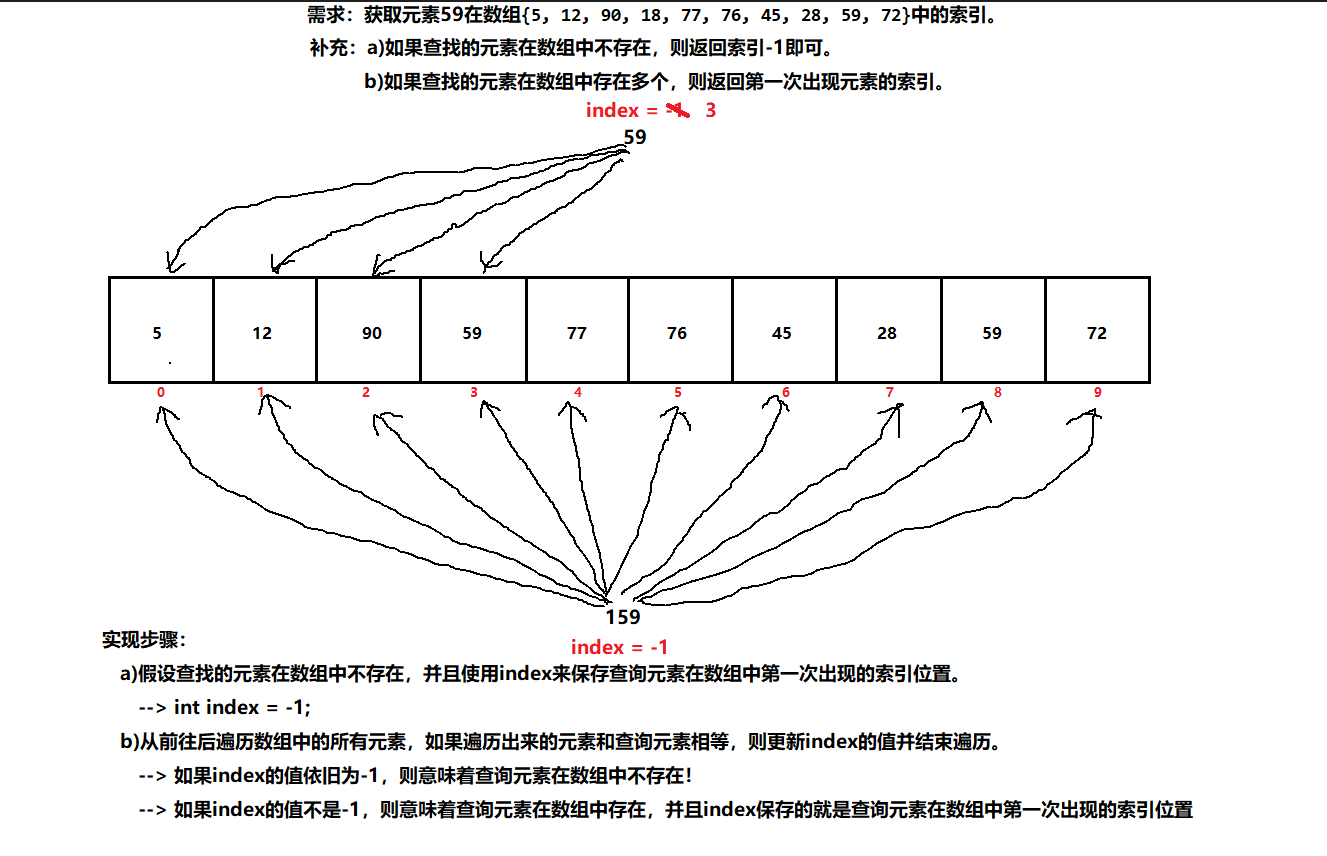 需求：获取元素59在数组{5，12，90，18，77，76，45，28，59，72}中的索引。
补充：a)如果查找的元素在数组中不存在，则返回索引-1即可。
b)如果查找的元素在数组中存在多个，则返回第一次出现元素的索引。
index = -1 3
59
5 12 90 59 77 76 45 28 59 72
0 1 2 3 4 5 6 7 8 9
159
index = -1
实现步骤：
a)假设查找的元素在数组中不存在，并且使用index来保存查询元素在数组中第一次出现的索引位置。
--> int index = -1;
b)从前往后遍历数组中的所有元素，如果遍历出来的元素和查询元素相等，则更新index的值并结束遍历。
--> 如果index的值依旧为-1，则意味着查询元素在数组中不存在！
--> 如果index的值不是-1，则意味着查询元素在数组中存在，并且index保存的就是查询元素在数组中第一次出现的索引位置